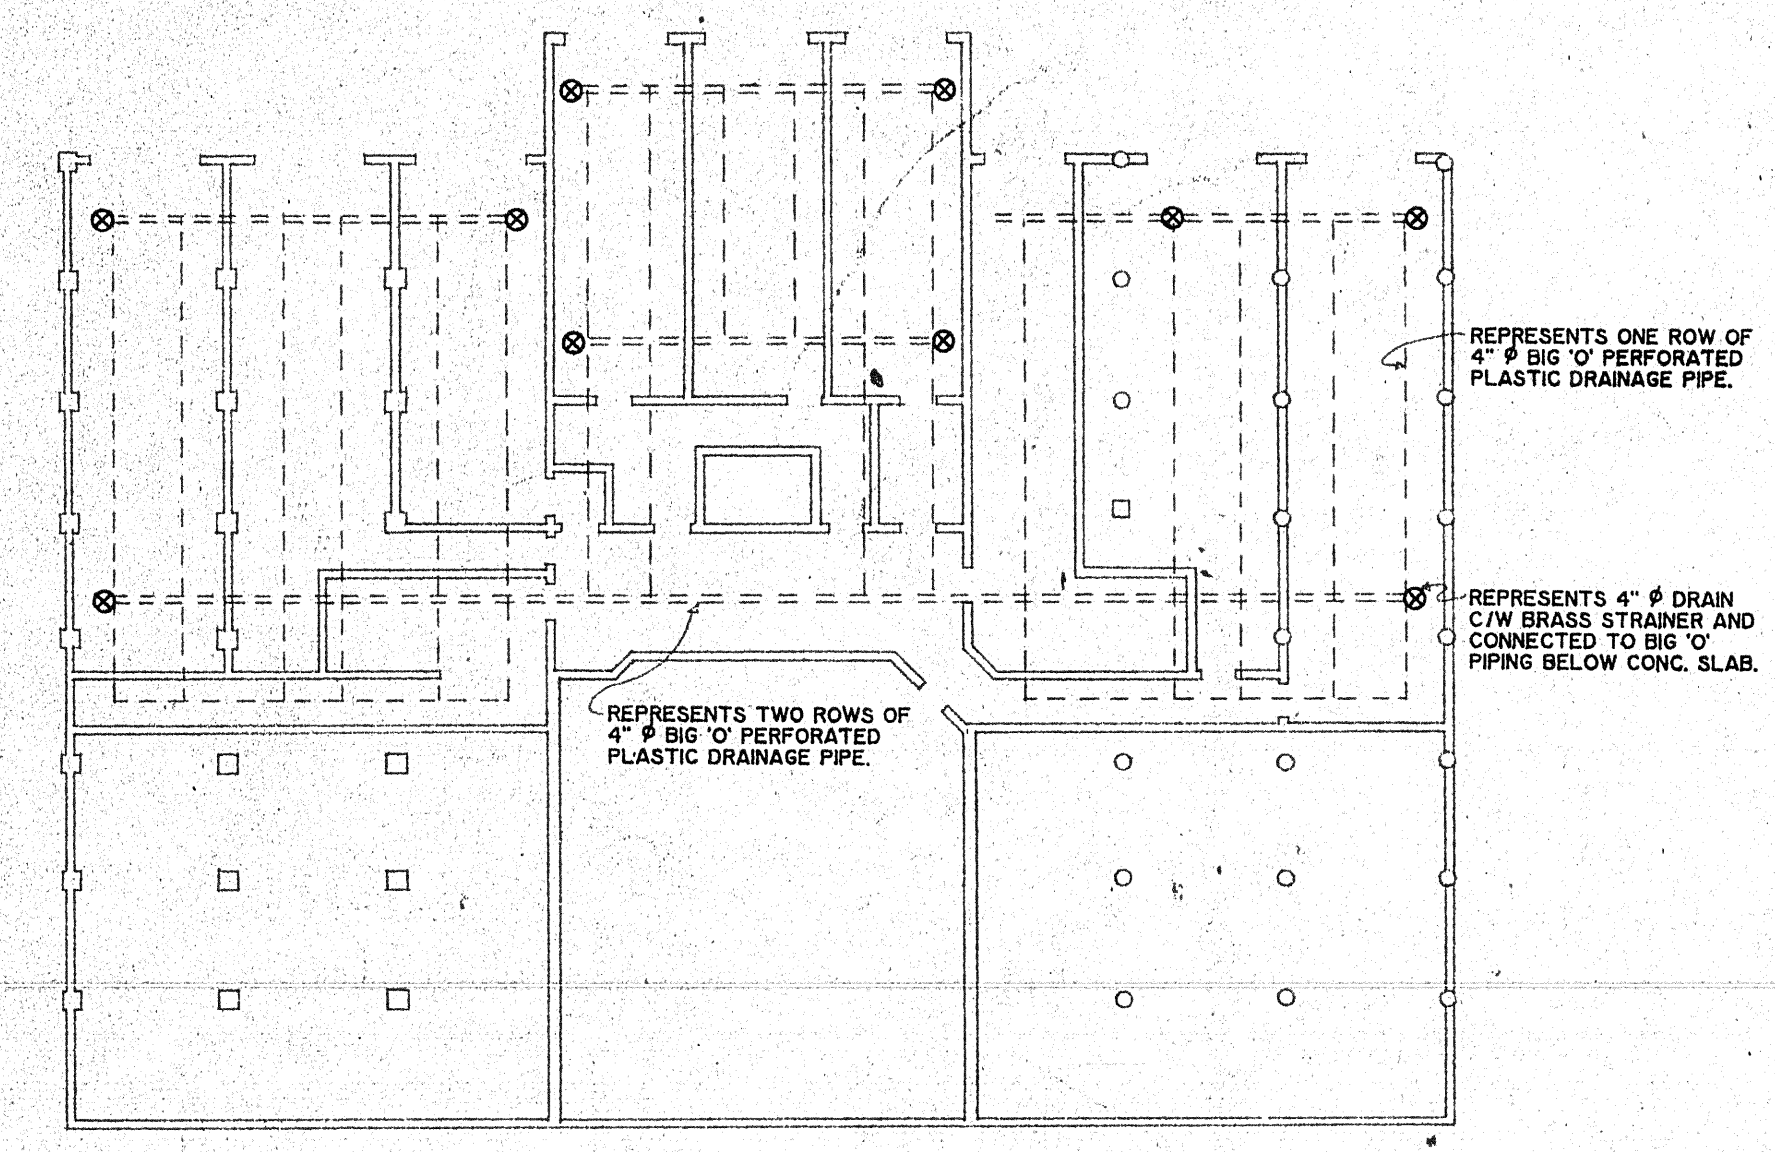 REPRESENTS ONE ROW OF
4" Ø BIG 'O' PERFORATED
PLASTIC DRAINAGE PIPE.
REPRESENTS 4" Ø DRAIN
C/W BRASS STRAINER AND
CONNECTED TO BIG 'O'
PIPING BELOW CONC. SLAB.
REPRESENTS TWO ROWS OF
4" Ø BIG 'O' PERFORATED
PLASTIC DRAINAGE PIPE.